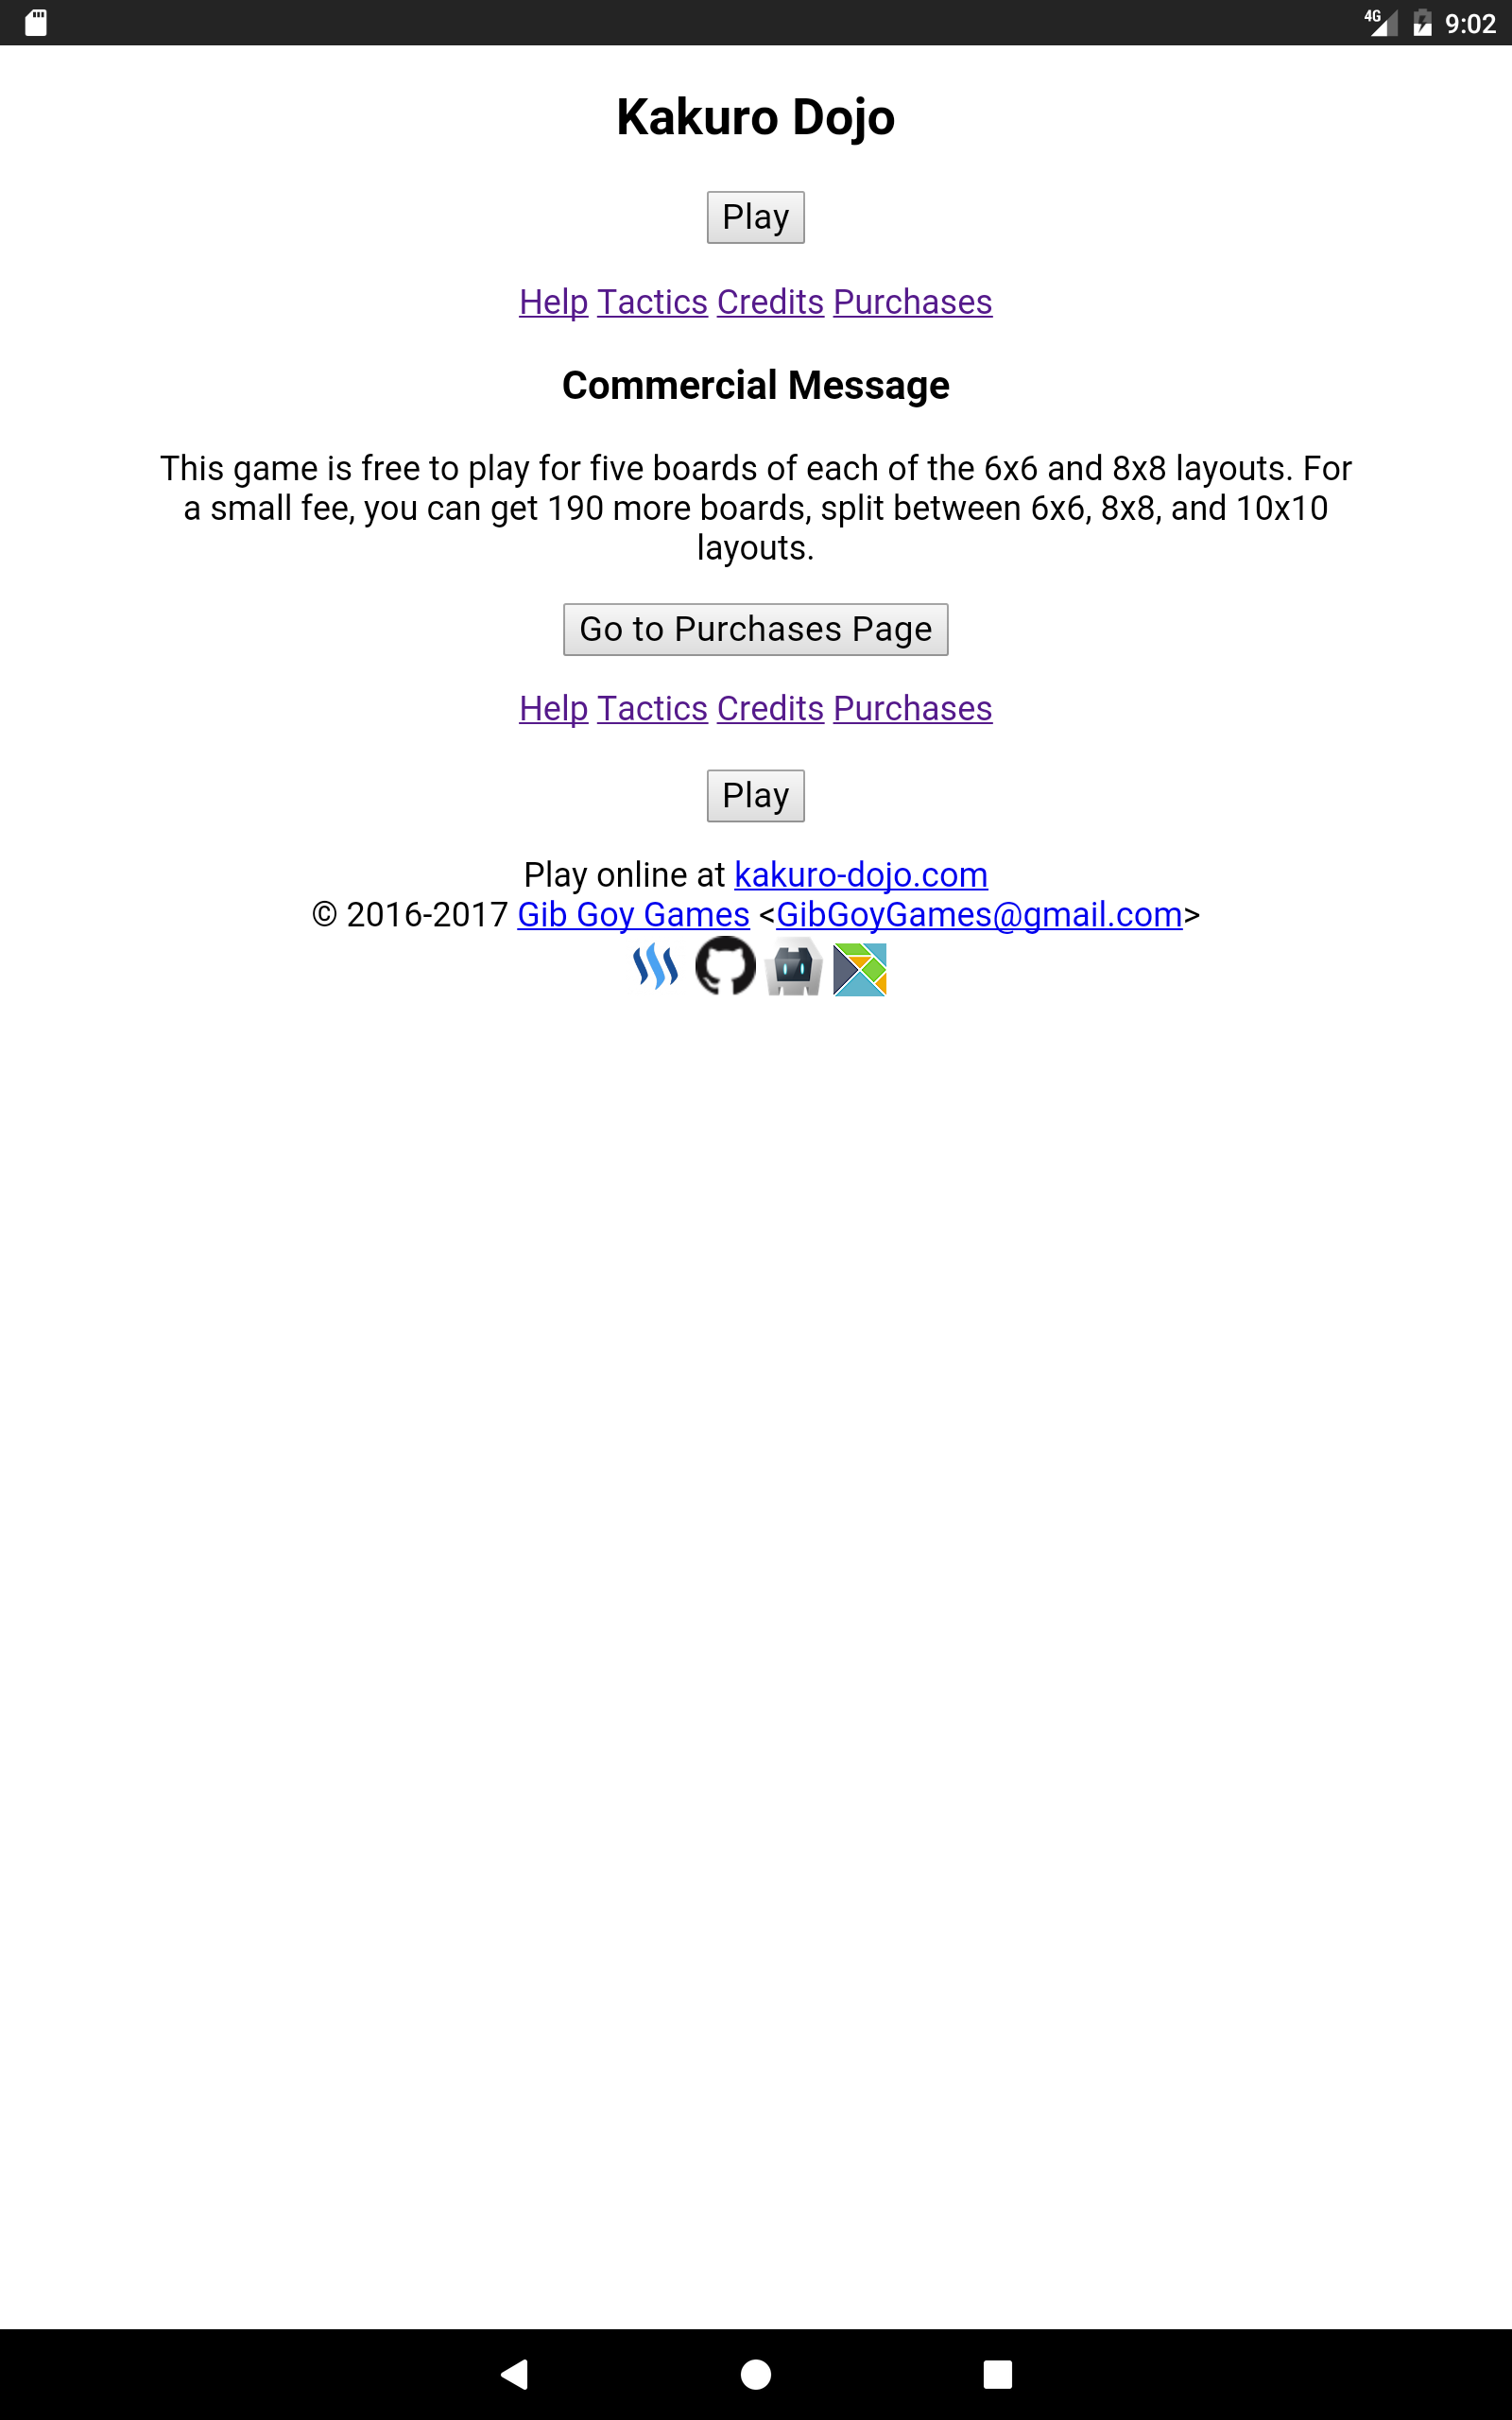 4G 9:02
Kakuro Dojo
Play
Help Tactics Credits Purchases
Commercial Message
This game is free to play for five boards of each of the 6x6 and 8x8 layouts. For
a small fee, you can get 190 more boards, split between 6x6, 8x8, and 10x10
layouts.
Go to Purchases Page
Help Tactics Credits Purchases
Play
Play online at kakuro-dojo.com
© 2016-2017 Gib Goy Games <GibGoyGames@gmail.com>